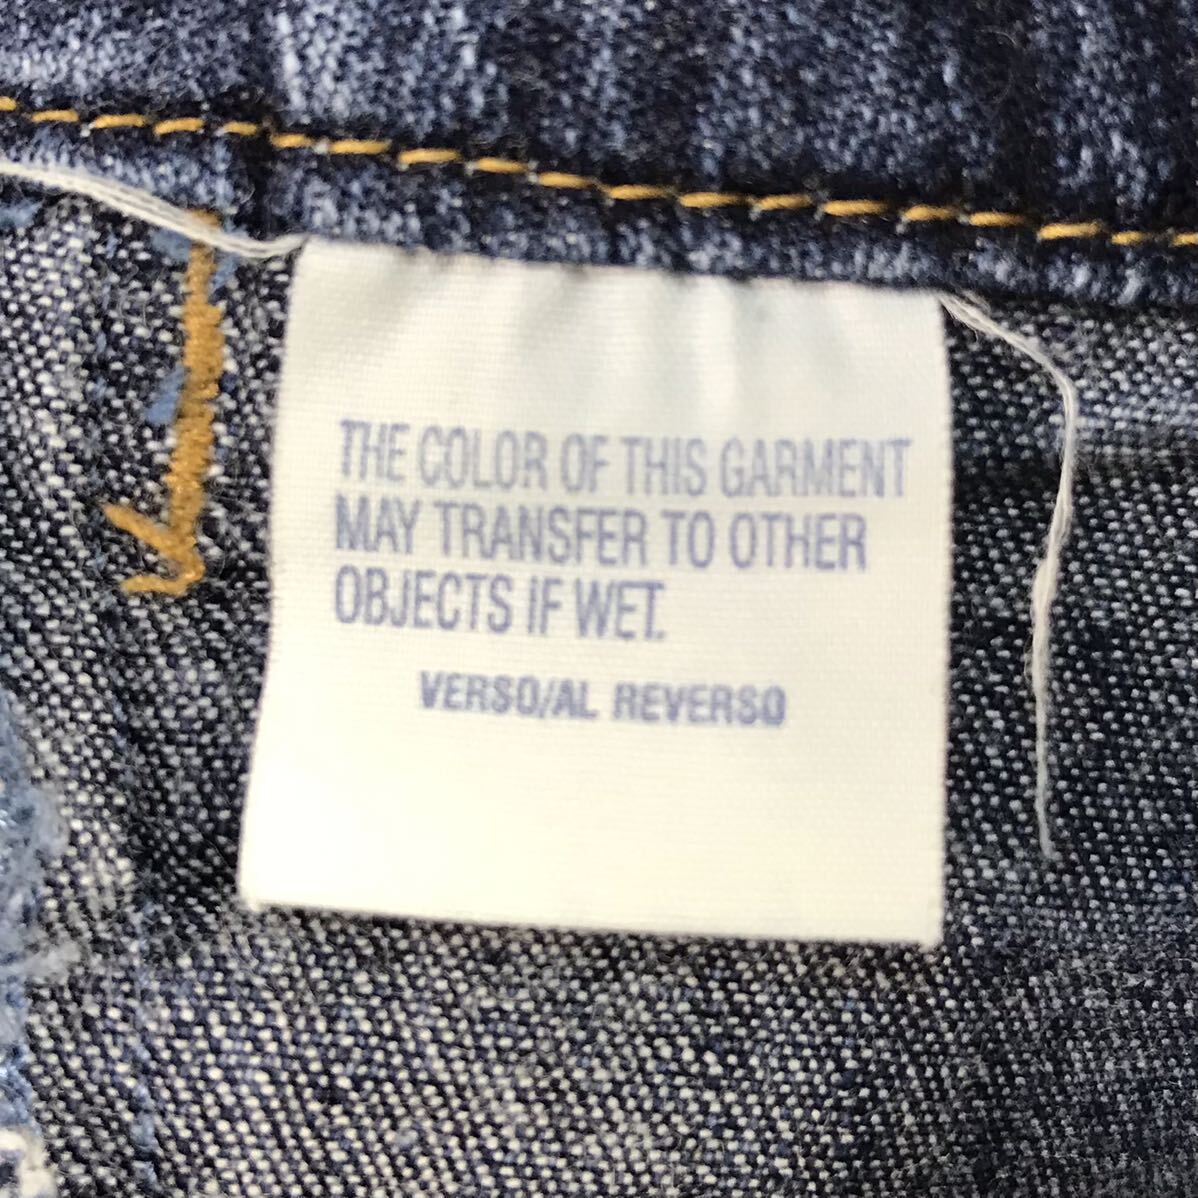 THE COLOR OF THIS GARMENT
MAY TRANSFER TO OTHER
OBJECTS IF WET.
VERSO/AL REVERSO